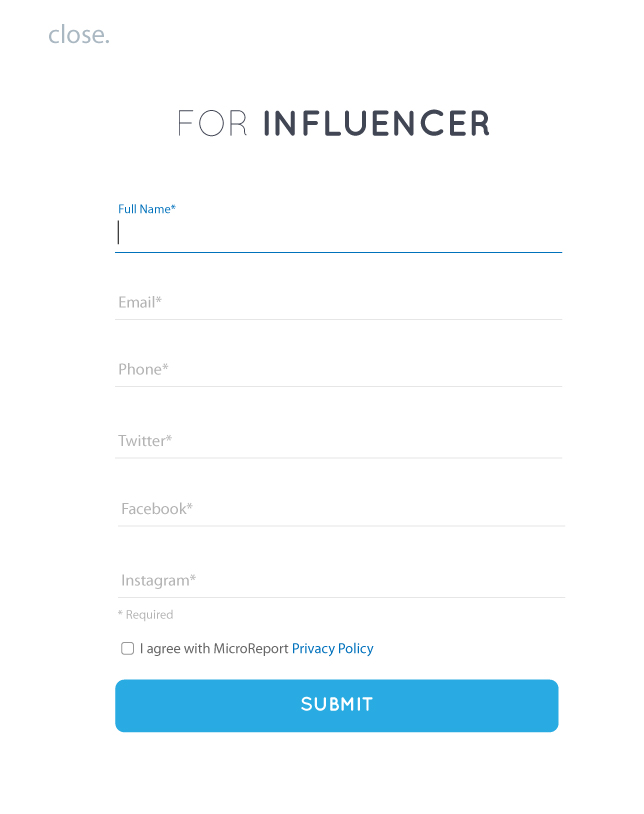 close.
FOR INFLUENCER
Full Name*
Email*
Phone*
Twitter*
Facebook*
Instagram*
* Required
I agree with MicroReport Privacy Policy
SUBMIT